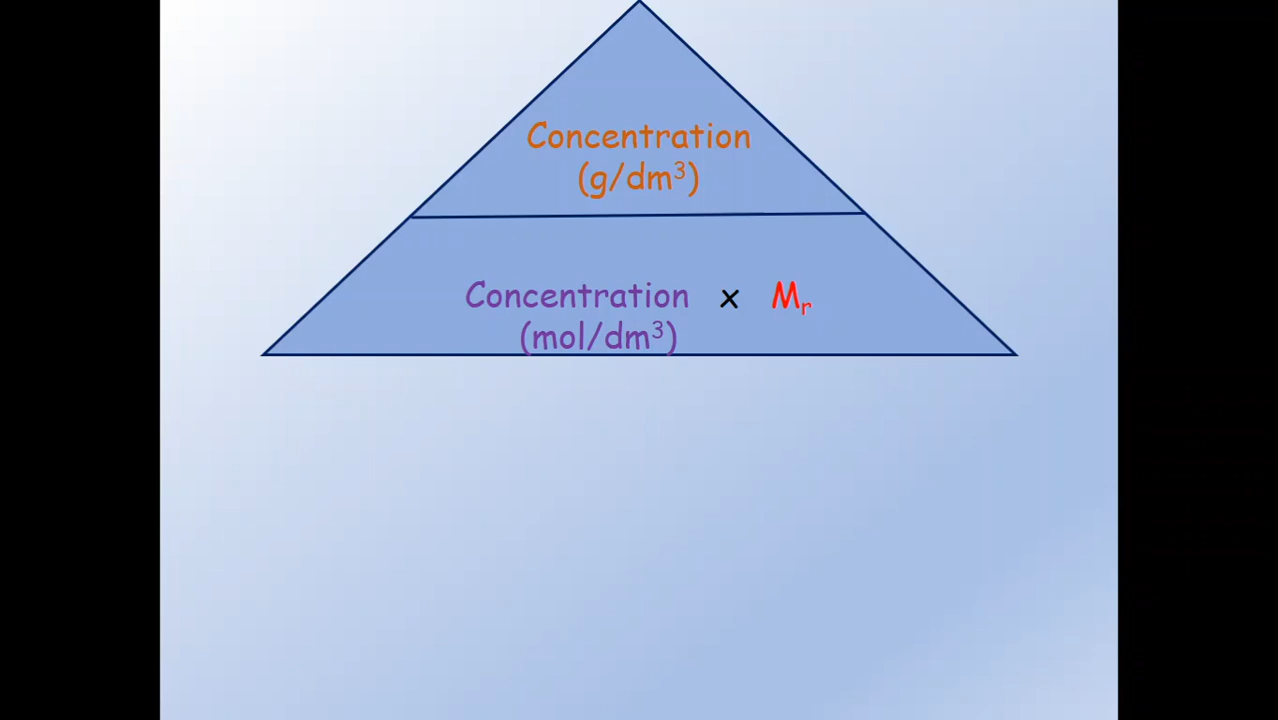 Concentration
(g/dm³)
Concentration x Mᵣ
(mol/dm³)